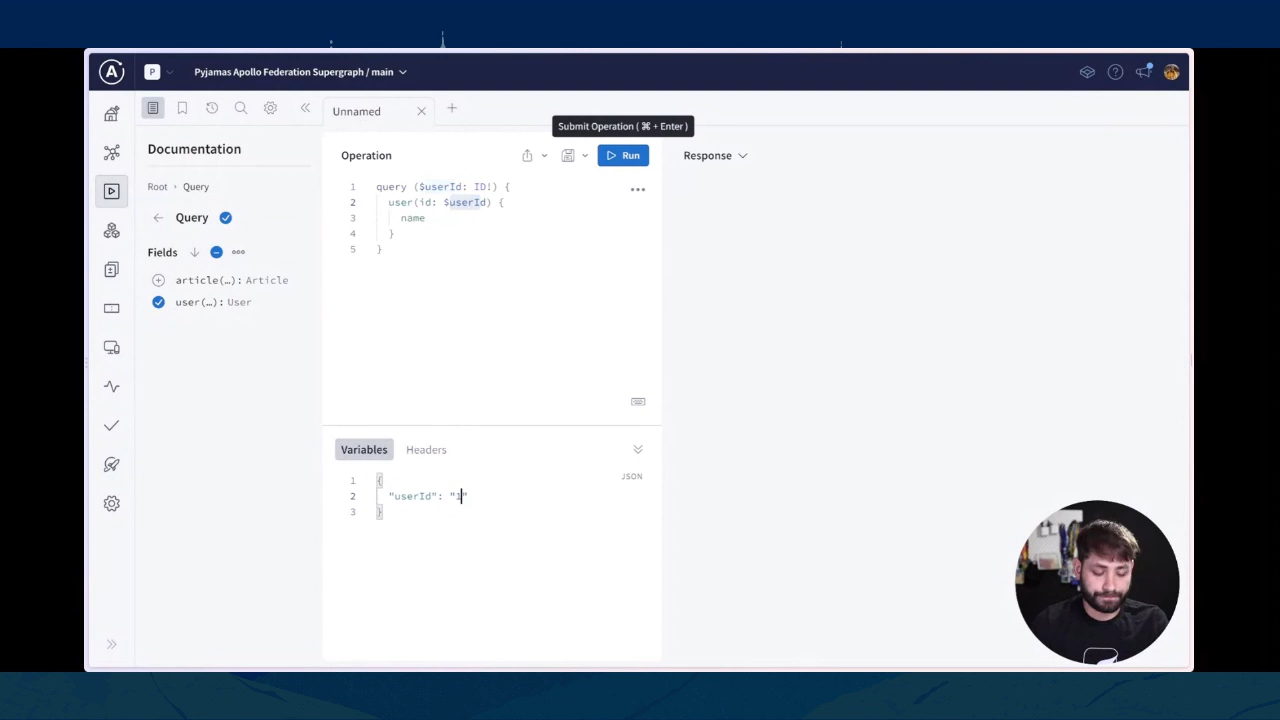 P
Pyjamas Apollo Federation Supergraph / main
Unnamed
Submit Operation ( ⌘ + Enter )
Documentation
Operation
Run
Response
Root › Query
Query
Fields
article(…): Article
user(…): User
1 query ($userId: ID!) {
2 user(id: $userId) {
3 name
4 }
5 }
Variables
Headers
JSON
1 {
2 "userId": "1"
3 }